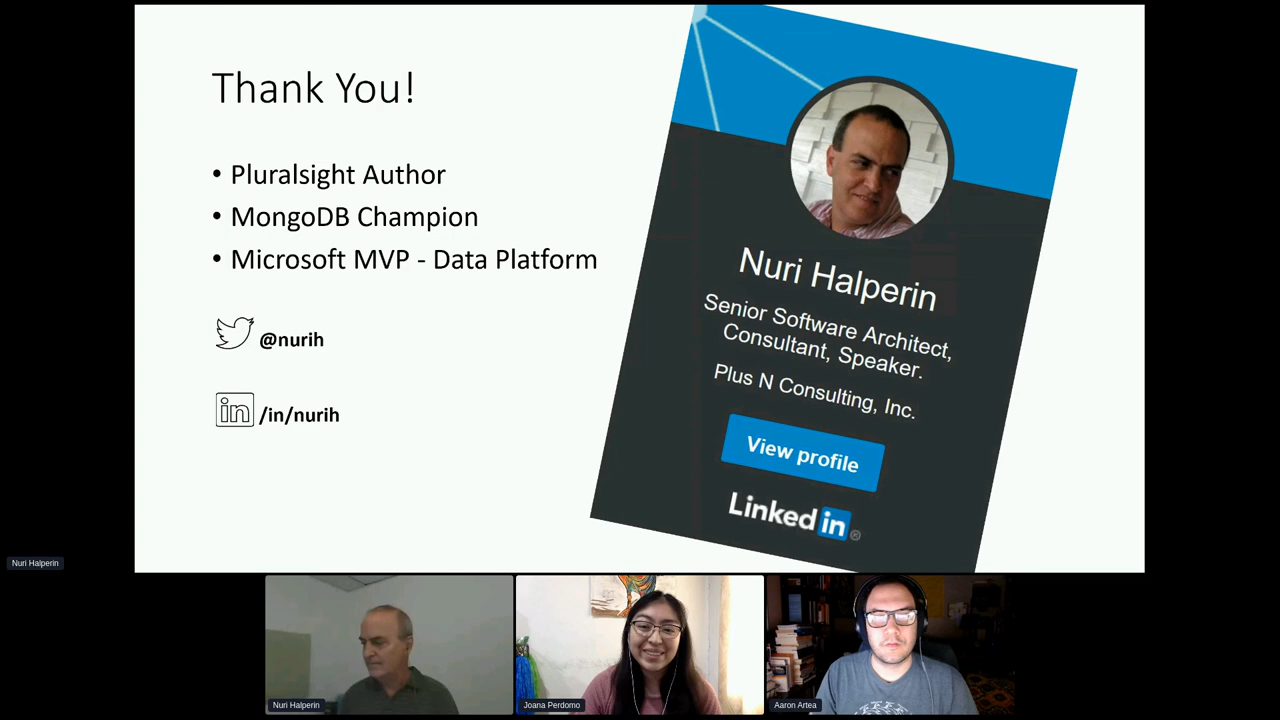 Thank You!
• Pluralsight Author
• MongoDB Champion
• Microsoft MVP - Data Platform
@nurih
in /in/nurih
Nuri Halperin
Senior Software Architect,
Consultant, Speaker.
Plus N Consulting, Inc.
View profile
Linked in ®
Nuri Halperin
Nuri Halperin
Joana Perdomo
Aaron Artea